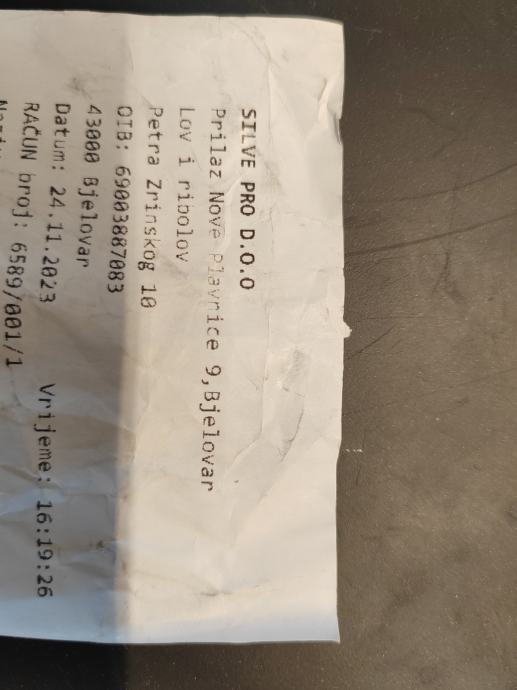 SILVE PRO D.O.O
Prilaz Nove Plavnice 9,Bjelovar
Lov i ribolov
Petra Zrinskog 10
OIB: 69003887083
43000 Bjelovar
Datum: 24.11.2023 Vrijeme: 16:19:26
RAČUN broj: 6589/001/1